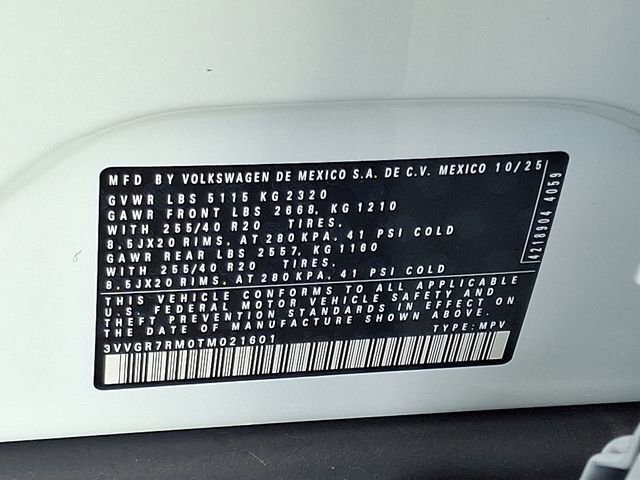 MFD BY VOLKSWAGEN DE MEXICO S.A. DE C.V. MEXICO 10/25
GVWR LBS 5115 KG 2320
GAWR FRONT LBS 2668, KG 1210
WITH 255/40 R20 TIRES,
8.5JX20 RIMS, AT 280 KPA, 41 PSI COLD
GAWR REAR LBS 2557, KG 1160
WITH 255/40 R20 TIRES,
8.5JX20 RIMS, AT 280 KPA, 41 PSI COLD
THIS VEHICLE CONFORMS TO ALL APPLICABLE
U.S. FEDERAL MOTOR VEHICLE SAFETY AND
THEFT PREVENTION STANDARDS IN EFFECT ON
THE DATE OF MANUFACTURE SHOWN ABOVE.
TYPE: MPV
3VVGR7RM0TM021601
4218904 4059